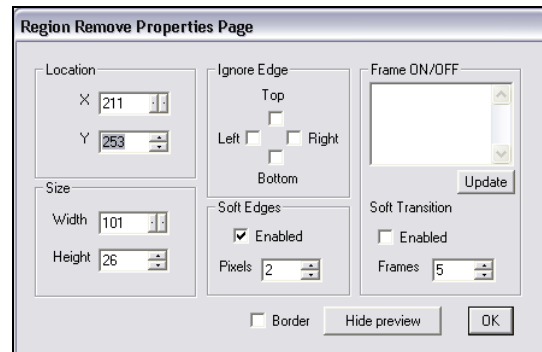 Region Remove Properties Page
Location
X 211
Y 253
Size
Width 101
Height 26
Ignore Edge
Top
Left Right
Bottom
Soft Edges
Enabled
Pixels 2
Frame ON/OFF
Update
Soft Transition
Enabled
Frames 5
Border Hide preview OK